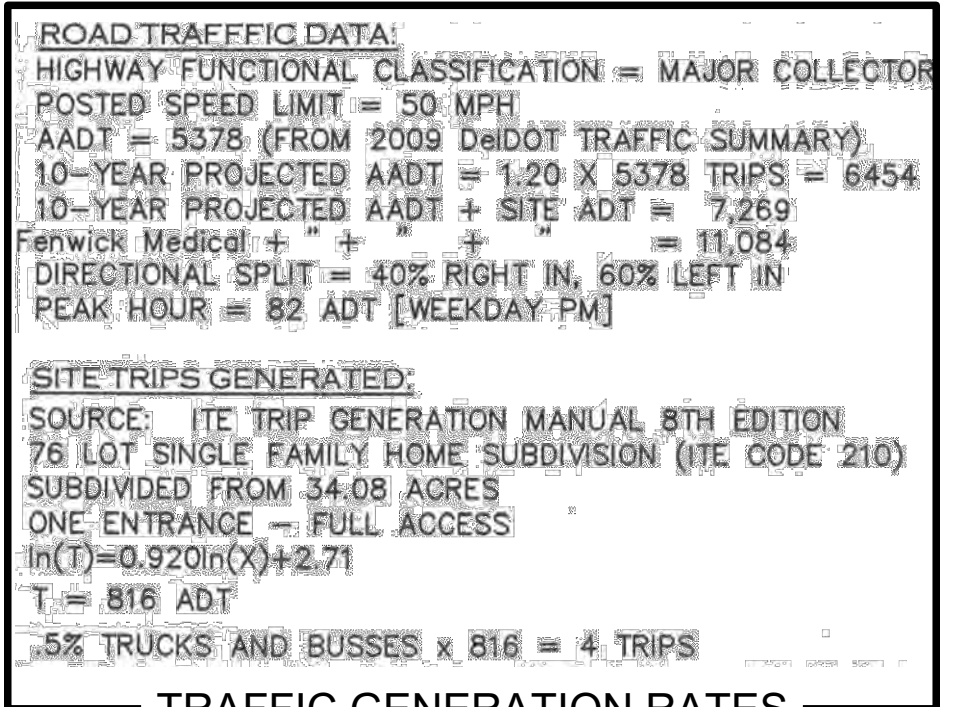 ROAD TRAFFFIC DATA:
HIGHWAY FUNCTIONAL CLASSIFICATION = MAJOR COLLECTOR
POSTED SPEED LIMIT = 50 MPH
AADT = 5378 (FROM 2009 DelDOT TRAFFIC SUMMARY)
10-YEAR PROJECTED AADT = 1.20 X 5378 TRIPS = 6454
10-YEAR PROJECTED AADT + SITE ADT = 7,269
Fenwick Medical + " + " + " = 11,084
DIRECTIONAL SPLIT = 40% RIGHT IN, 60% LEFT IN
PEAK HOUR = 82 ADT [WEEKDAY PM]
SITE TRIPS GENERATED:
SOURCE: ITE TRIP GENERATION MANUAL 8TH EDITION
76 LOT SINGLE FAMILY HOME SUBDIVISION (ITE CODE 210)
SUBDIVIDED FROM 34.08 ACRES
ONE ENTRANCE - FULL ACCESS
ln(T)=0.920ln(X)+2.71
T = 816 ADT
.5% TRUCKS AND BUSSES x 816 = 4 TRIPS
TRAFFIC GENERATION RATES